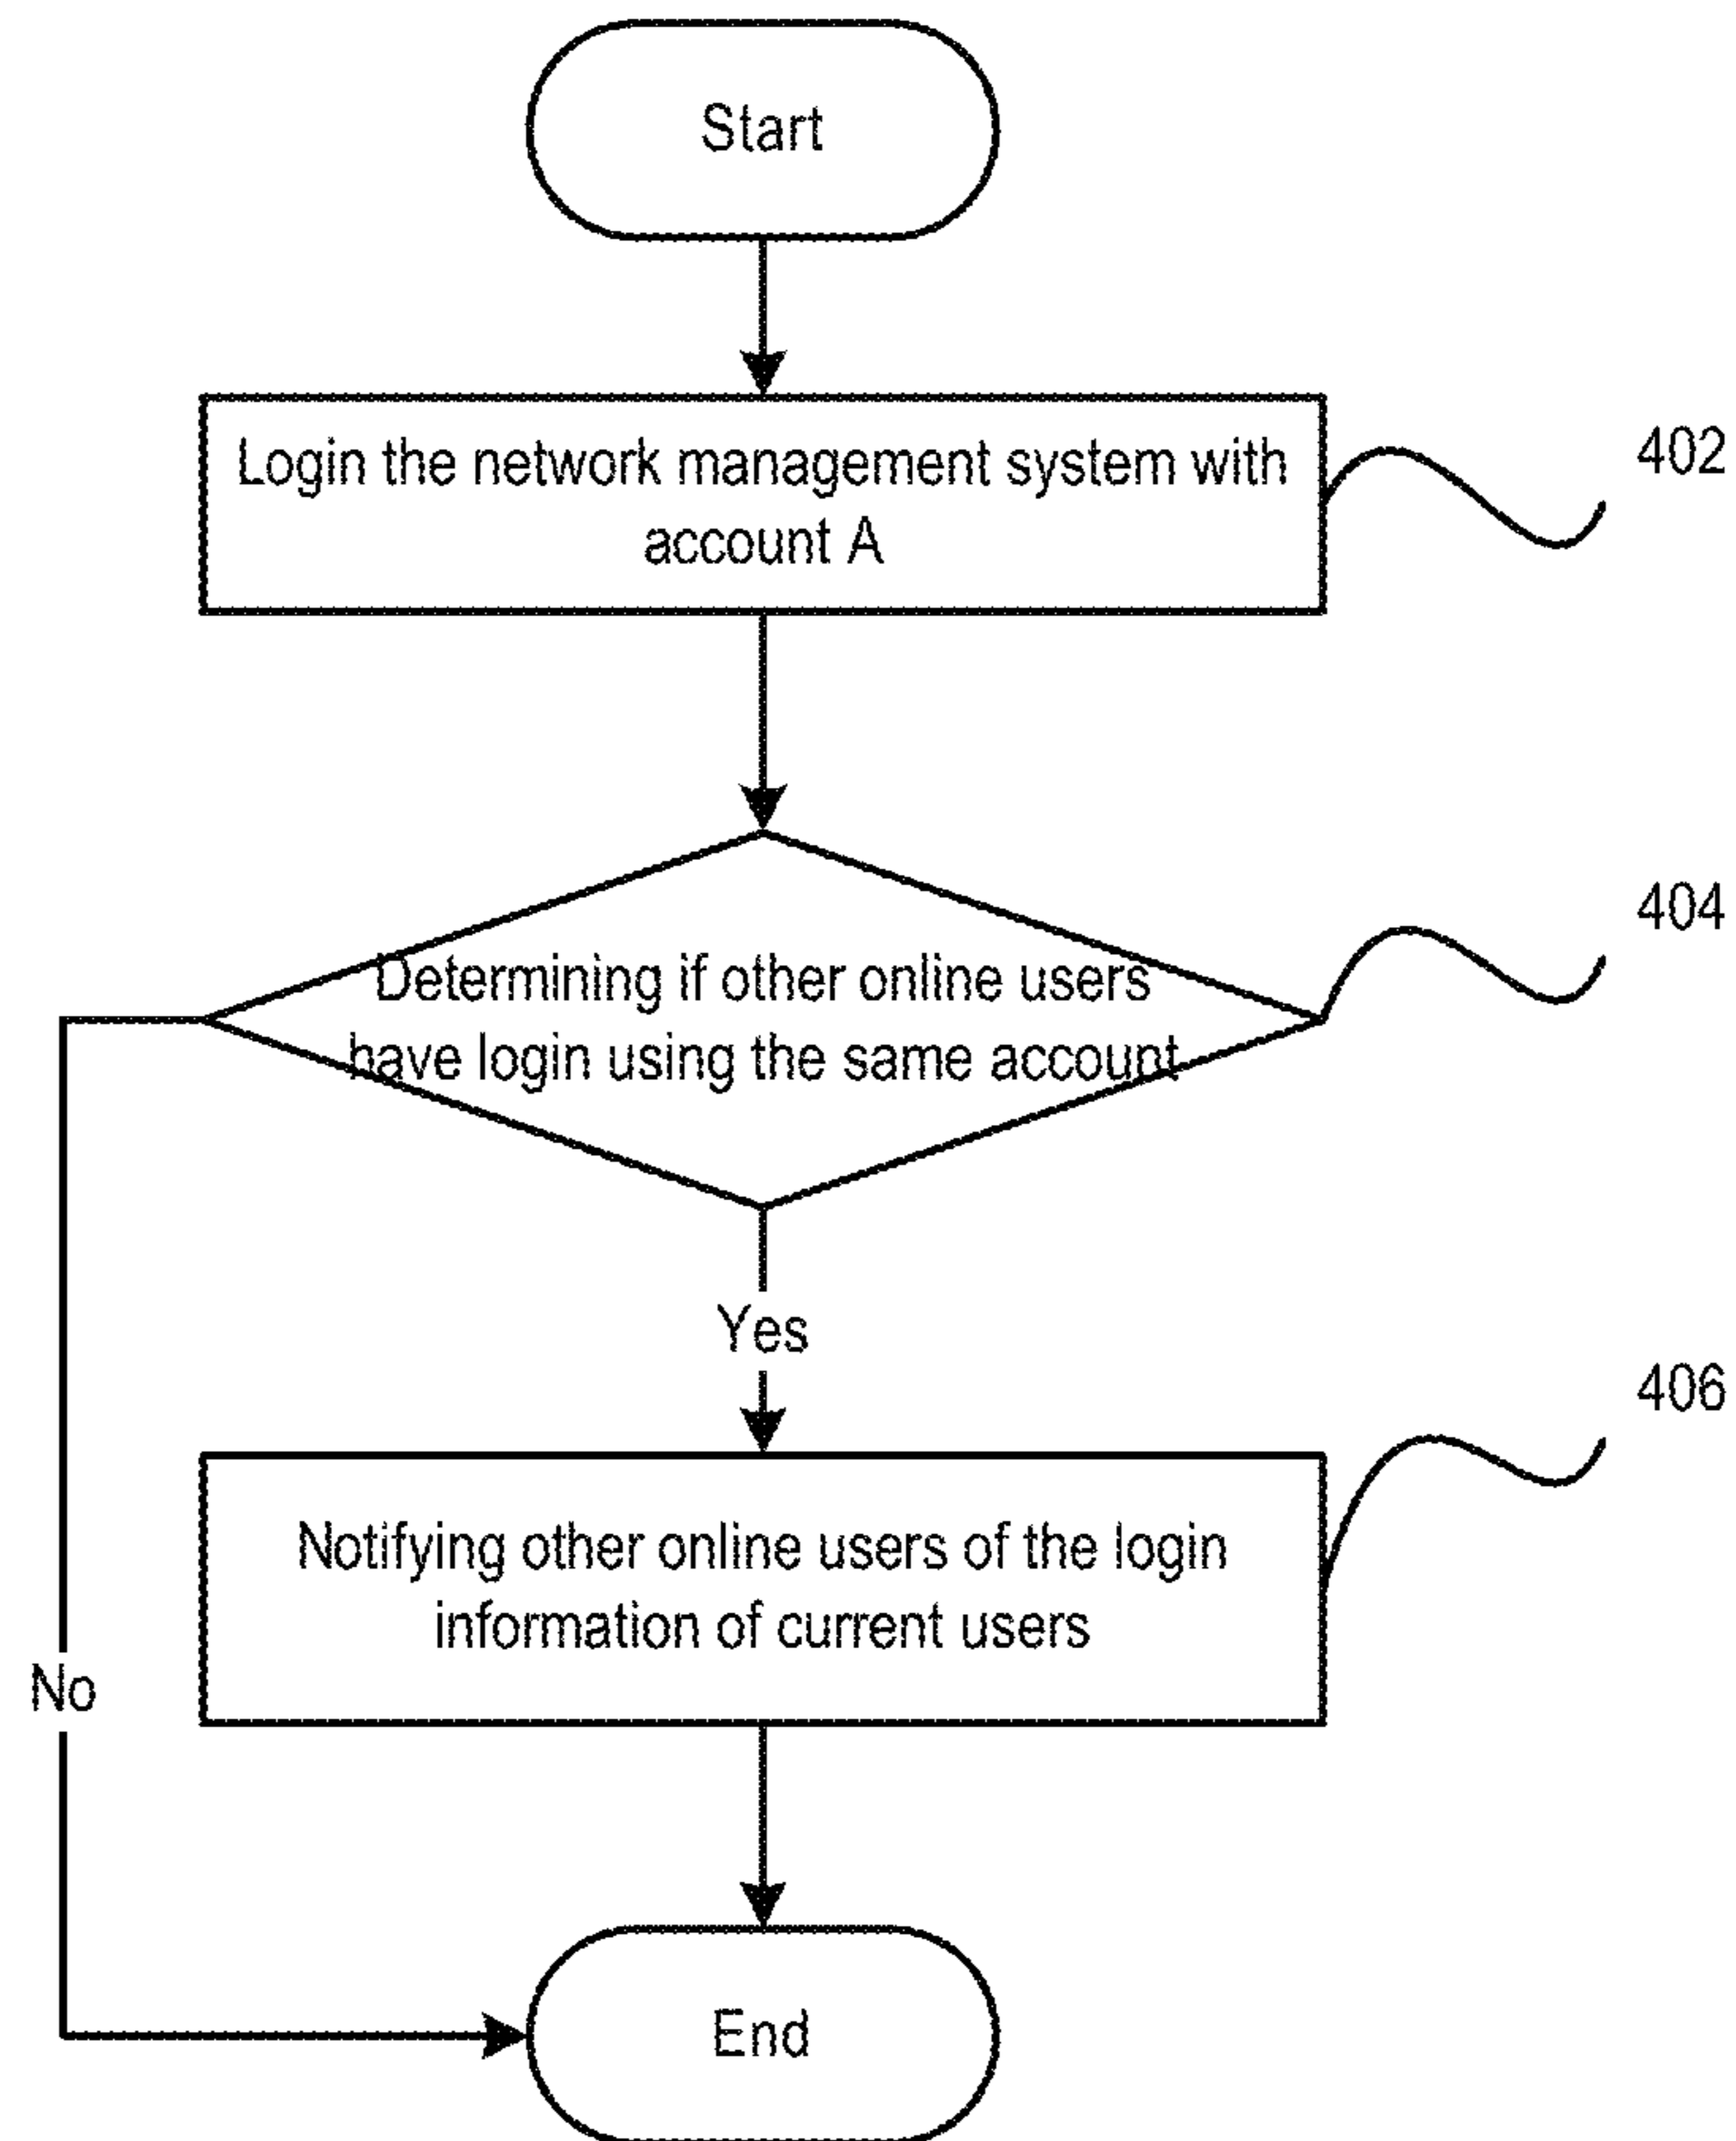 Start
Login the network management system with
account A
402
Determining if other online users
have login using the same account
404
Yes
Notifying other online users of the login
information of current users
406
No
End